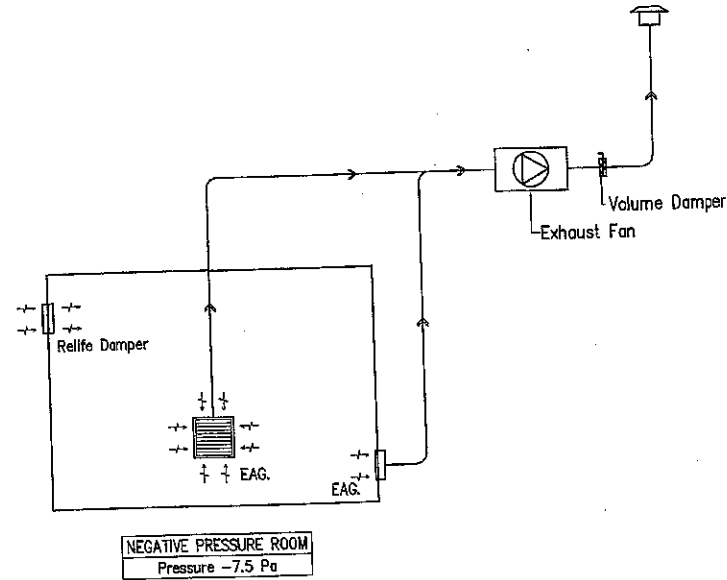 Volume Damper
Exhaust Fan
Relife Damper
EAG.
EAG.
NEGATIVE PRESSURE ROOM
Pressure -7.5 Pa